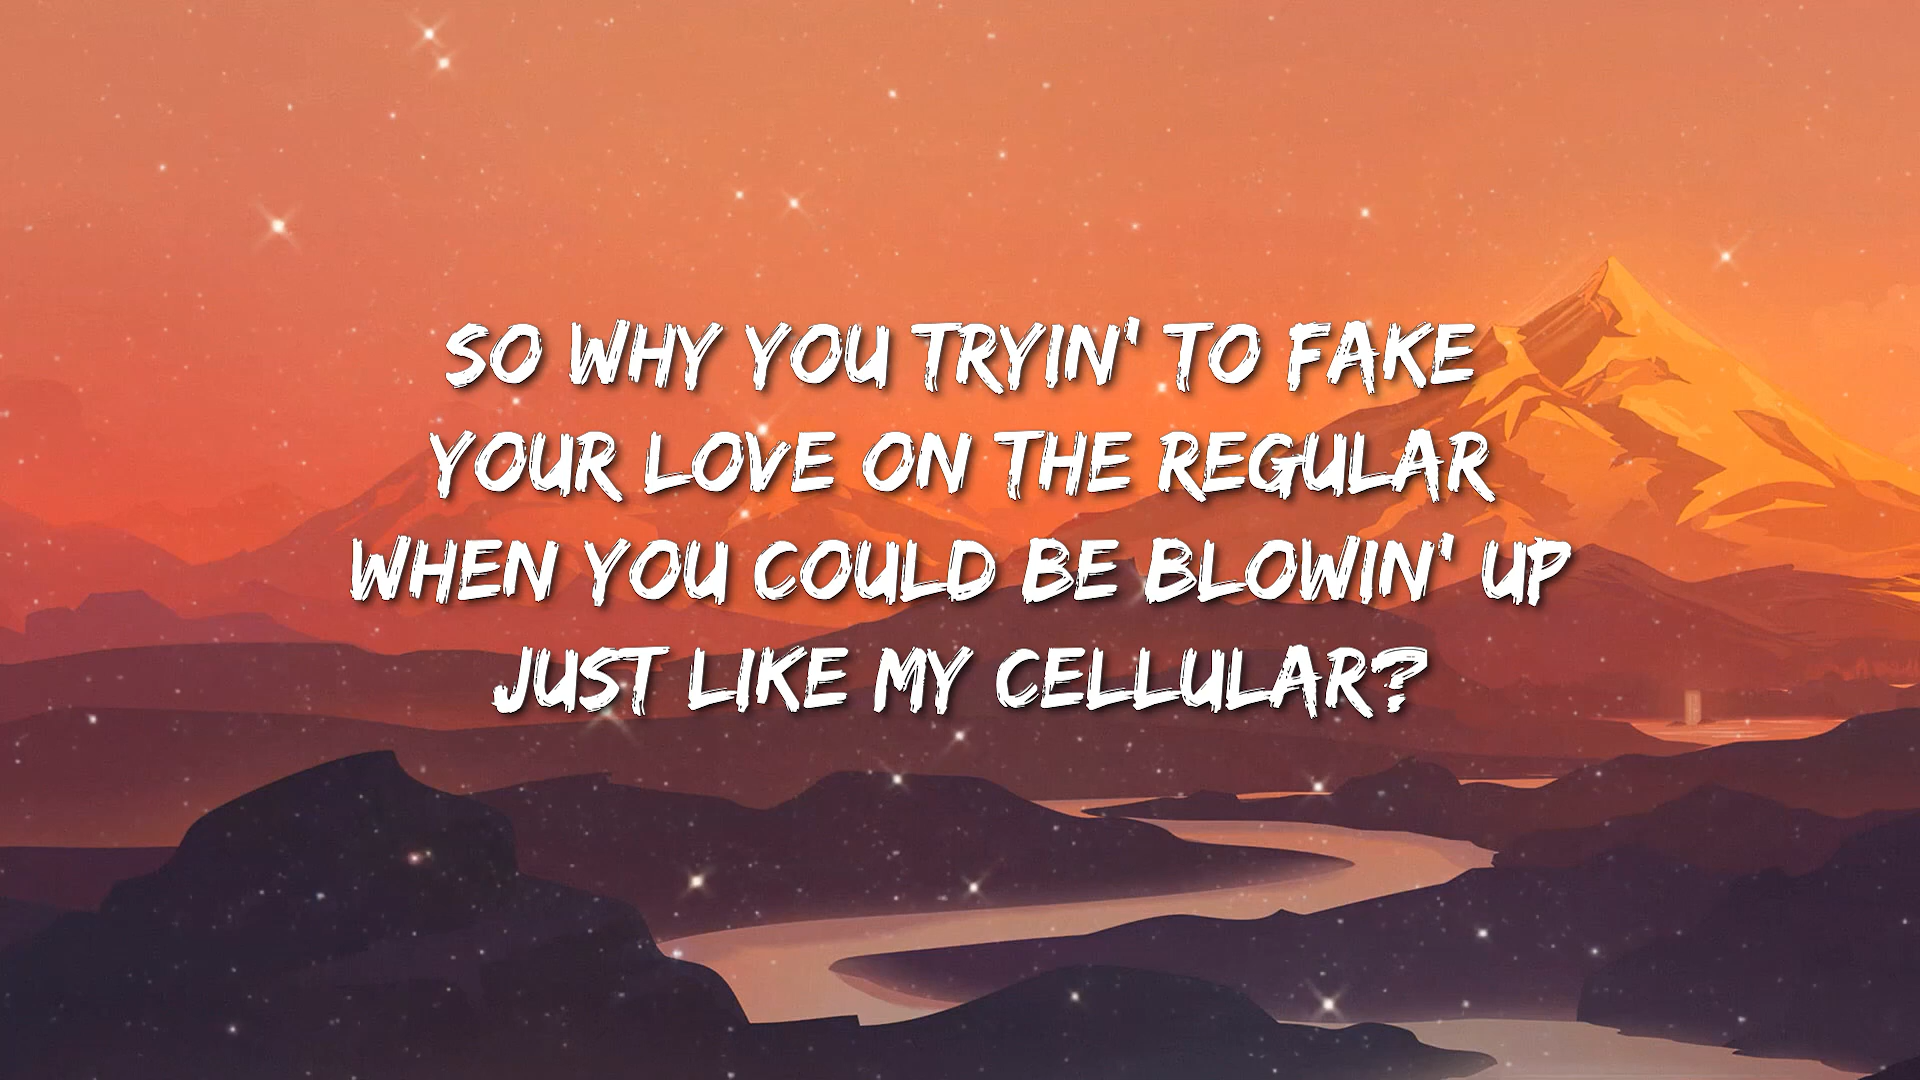 SO WHY YOU TRYIN' TO FAKE
YOUR LOVE ON THE REGULAR
WHEN YOU COULD BE BLOWIN' UP
JUST LIKE MY CELLULAR?